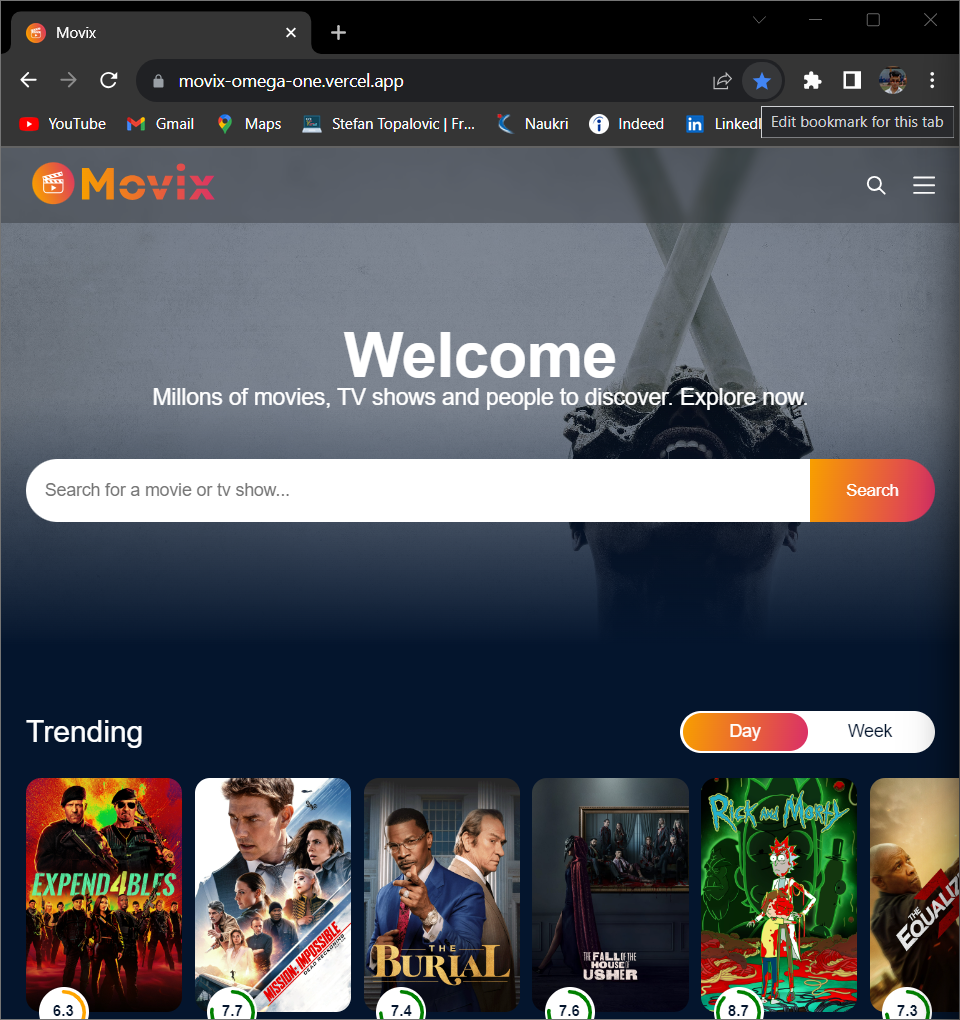 Movix
movix-omega-one.vercel.app
YouTube
Gmail
Maps
Stefan Topalovic | Fr...
Naukri
Indeed
LinkedI
Edit bookmark for this tab
Movix
Welcome
Millons of movies, TV shows and people to discover. Explore now.
Search for a movie or tv show...
Search
Trending
Day
Week
EXPEND4BLES
MISSION: IMPOSSIBLE
DEAD RECKONING
THE
BURIAL
THE FALL OF THE
HOUSE OF
USHER
RICK AND MORTY
THE
EQUALIZ
6.3
7.7
7.4
7.6
8.7
7.3